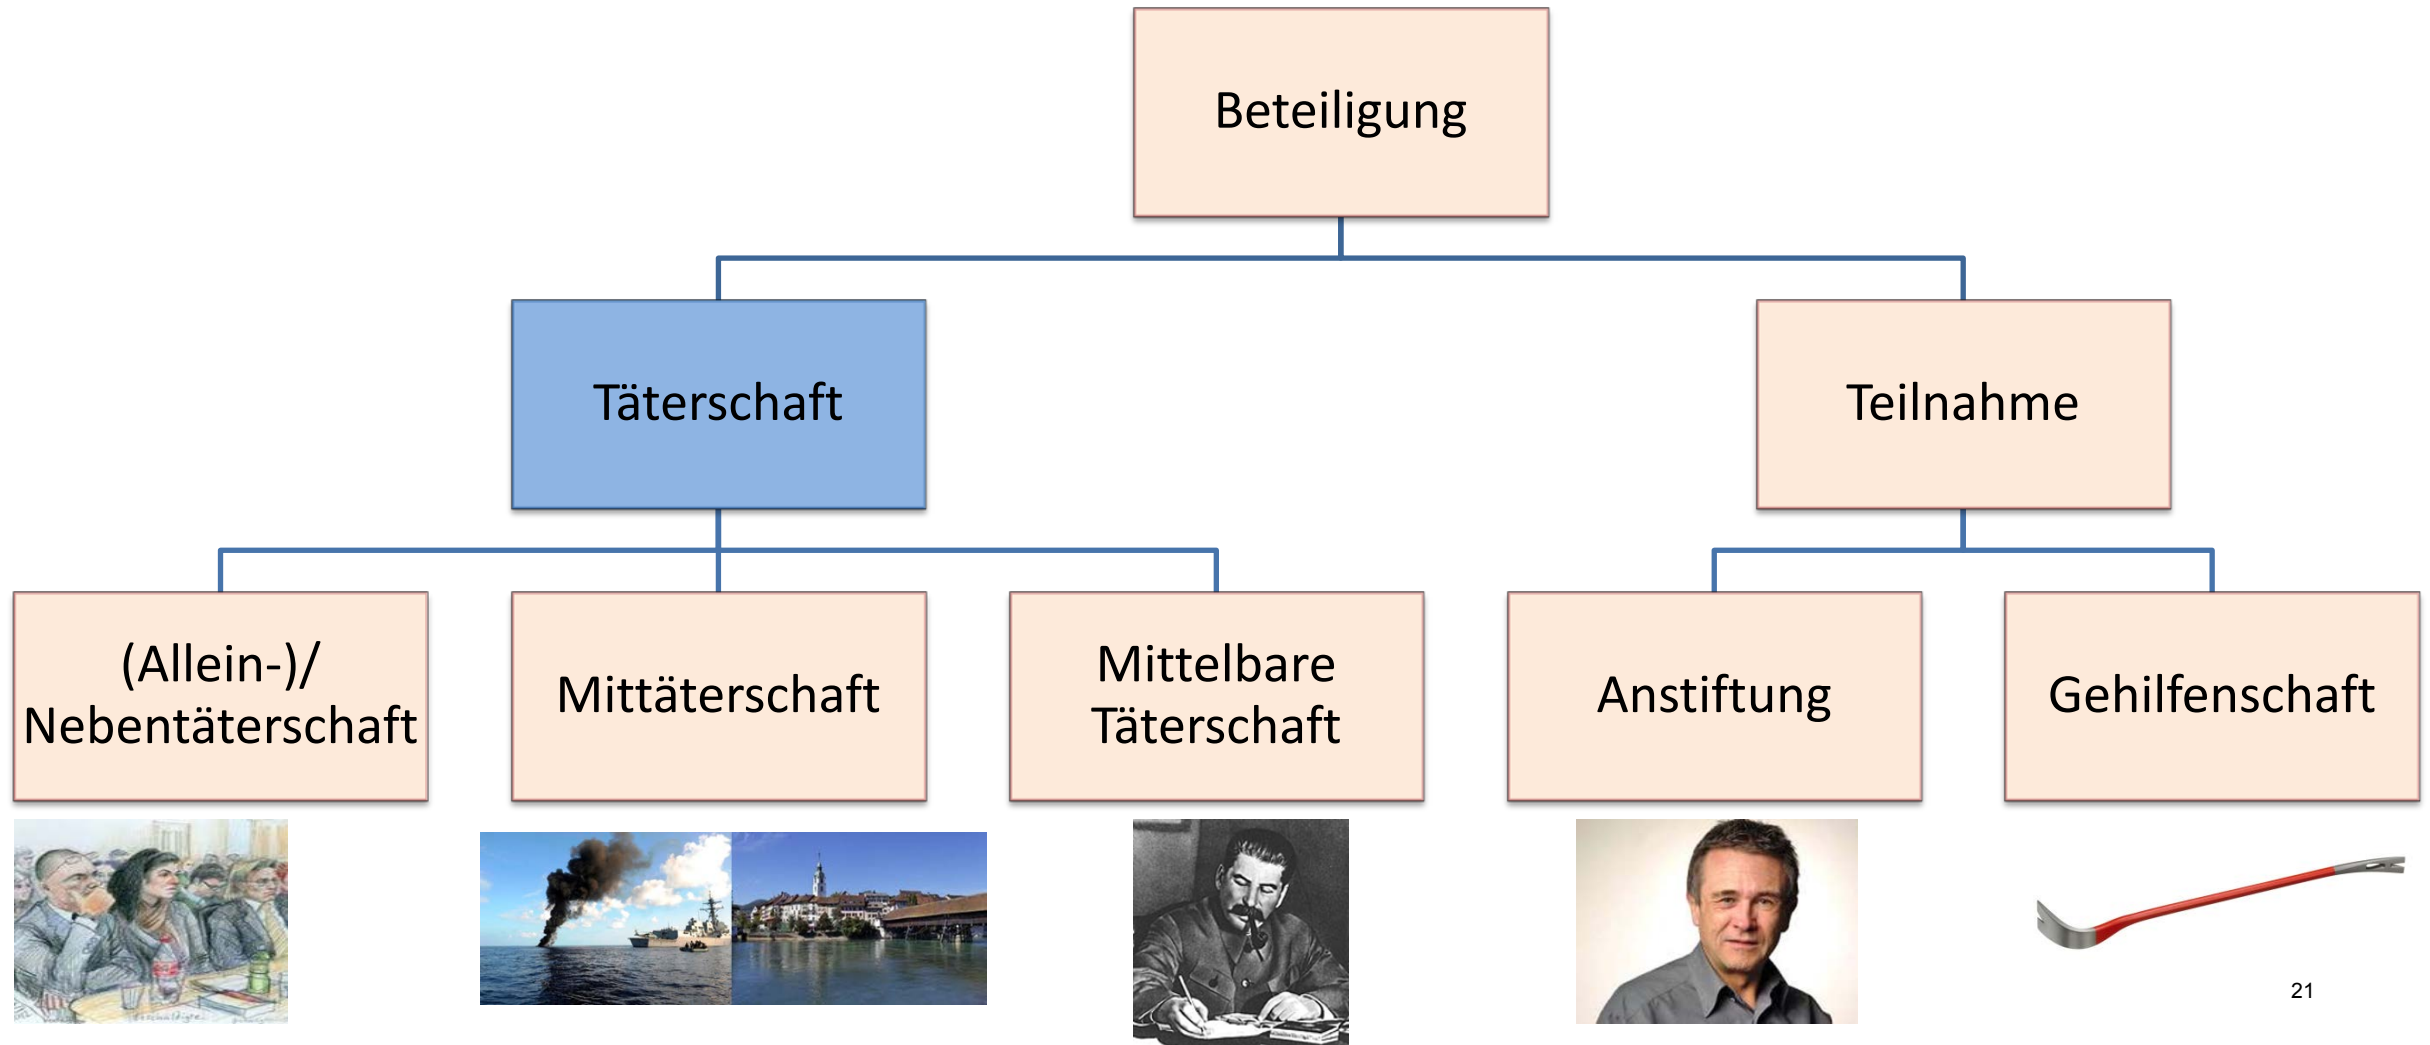 Beteiligung
Täterschaft
Teilnahme
(Allein-)/
Nebentäterschaft
Mittäterschaft
Mittelbare
Täterschaft
Anstiftung
Gehilfenschaft
21